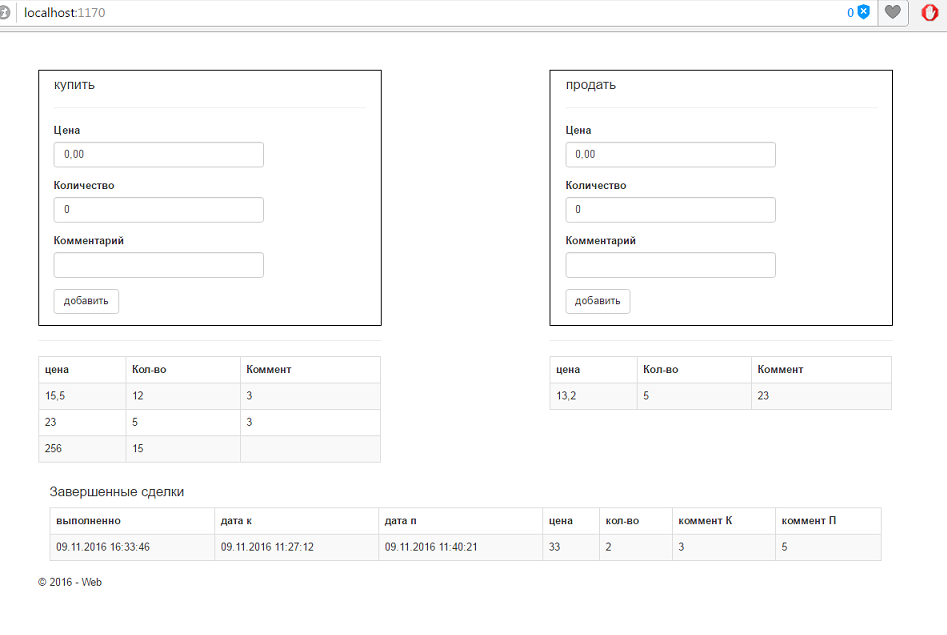 localhost:1170
0
купить
Цена
0,00
Количество
0
Комментарий
добавить
продать
Цена
0,00
Количество
0
Комментарий
добавить
цена Кол-во Коммент
15,5 12 3
23 5 3
256 15
цена Кол-во Коммент
13,2 5 23
Завершенные сделки
выполненно дата к дата п цена кол-во коммент К коммент П
09.11.2016 16:33:46 09.11.2016 11:27:12 09.11.2016 11:40:21 33 2 3 5
© 2016 - Web